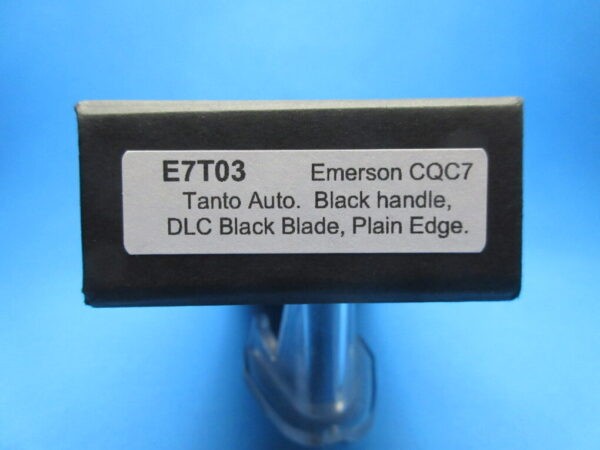 E7T03 Emerson CQC7
Tanto Auto. Black handle,
DLC Black Blade, Plain Edge.